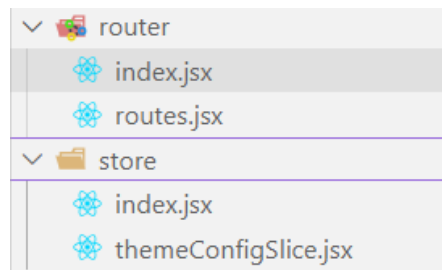 router
index.jsx
routes.jsx
store
index.jsx
themeConfigSlice.jsx